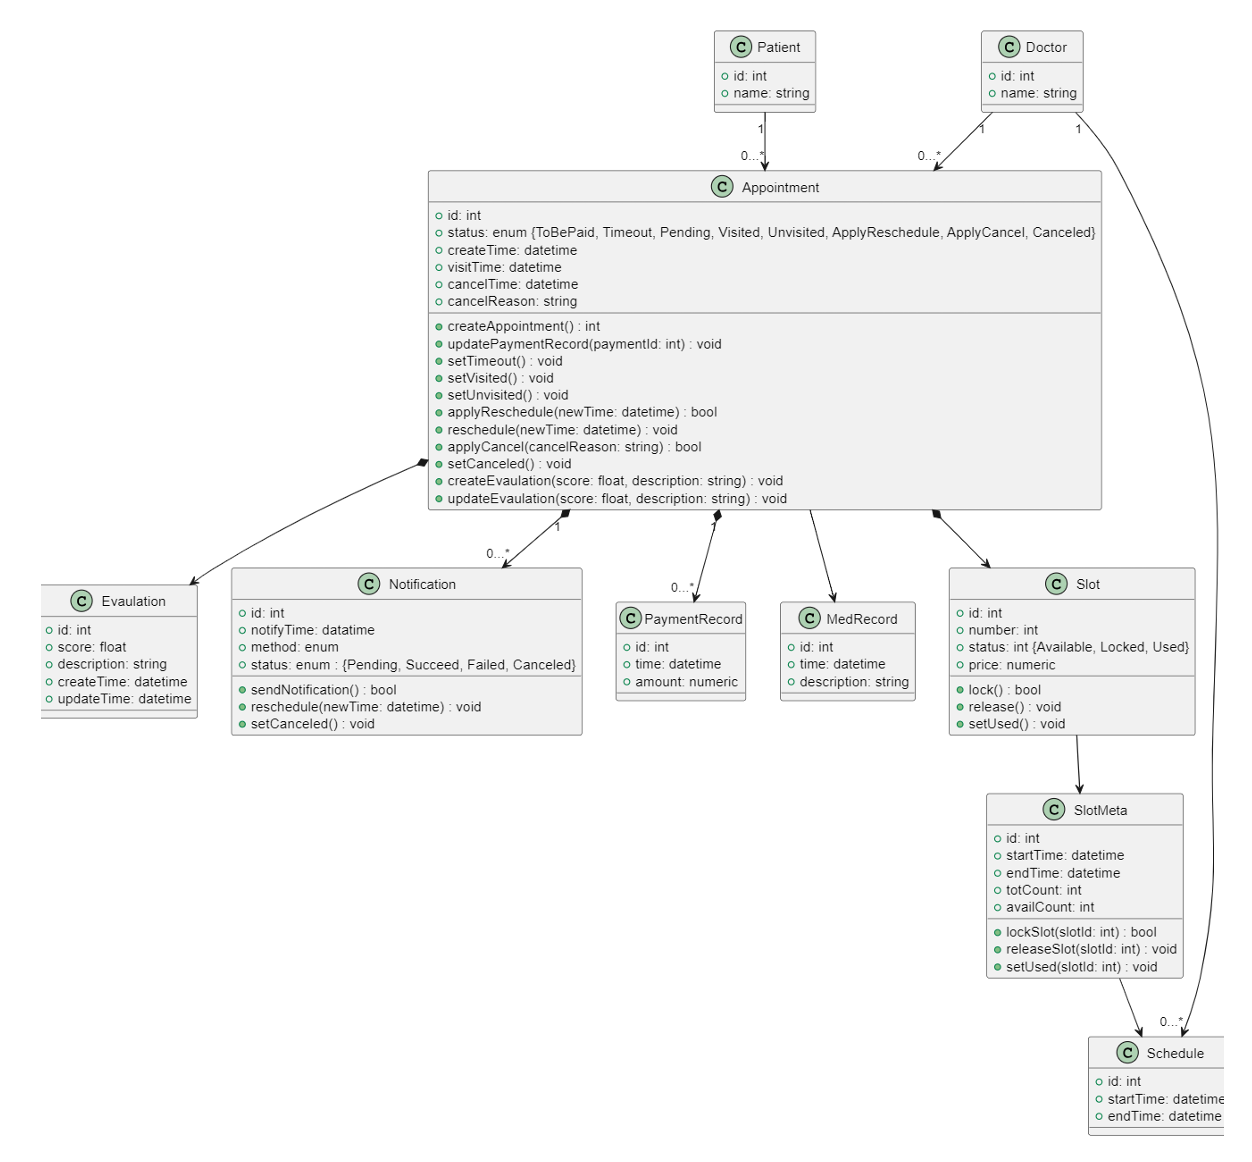 C Patient
id: int
name: string
C Doctor
id: int
name: string
1
1
1
0...*
0...*
C Appointment
id: int
status: enum {ToBePaid, Timeout, Pending, Visited, Unvisited, ApplyReschedule, ApplyCancel, Canceled}
createTime: datetime
visitTime: datetime
cancelTime: datetime
cancelReason: string
createAppointment() : int
updatePaymentRecord(paymentId: int) : void
setTimeout() : void
setVisited() : void
setUnvisited() : void
applyReschedule(newTime: datetime) : bool
reschedule(newTime: datetime) : void
applyCancel(cancelReason: string) : bool
setCanceled() : void
createEvaulation(score: float, description: string) : void
updateEvaulation(score: float, description: string) : void
1
1
0...*
0...*
C Evaulation
id: int
score: float
description: string
createTime: datetime
updateTime: datetime
C Notification
id: int
notifyTime: datatime
method: enum
status: enum : {Pending, Succeed, Failed, Canceled}
sendNotification() : bool
reschedule(newTime: datetime) : void
setCanceled() : void
C PaymentRecord
id: int
time: datetime
amount: numeric
C MedRecord
id: int
time: datetime
description: string
C Slot
id: int
number: int
status: int {Available, Locked, Used}
price: numeric
lock() : bool
release() : void
setUsed() : void
C SlotMeta
id: int
startTime: datetime
endTime: datetime
totCount: int
availCount: int
lockSlot(slotId: int) : bool
releaseSlot(slotId: int) : void
setUsed(slotId: int) : void
0...*
C Schedule
id: int
startTime: datetime
endTime: datetime